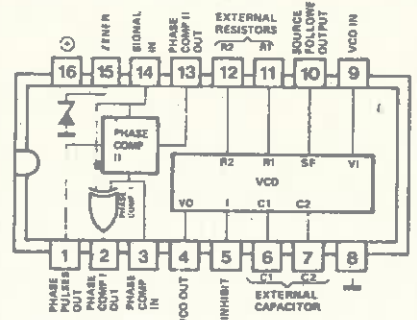 EXTERNAL
RESISTORS
R2 R1
ZENER
SIGNAL
IN
PHASE
COMP II
OUT
SOURCE
FOLLOWER
OUTPUT
VCO IN
16 15 14 13 12 11 10 9
PHASE
COMP
II
R2 R1 SF VI
VCO
VO I C1 C2
PHASE
COMP I
1 2 3 4 5 6 7 8
PHASE
PULSES
OUT
PHASE
COMP I
OUT
PHASE
COMP
IN
VCO OUT
INHIBIT
C1 C2
EXTERNAL
CAPACITOR